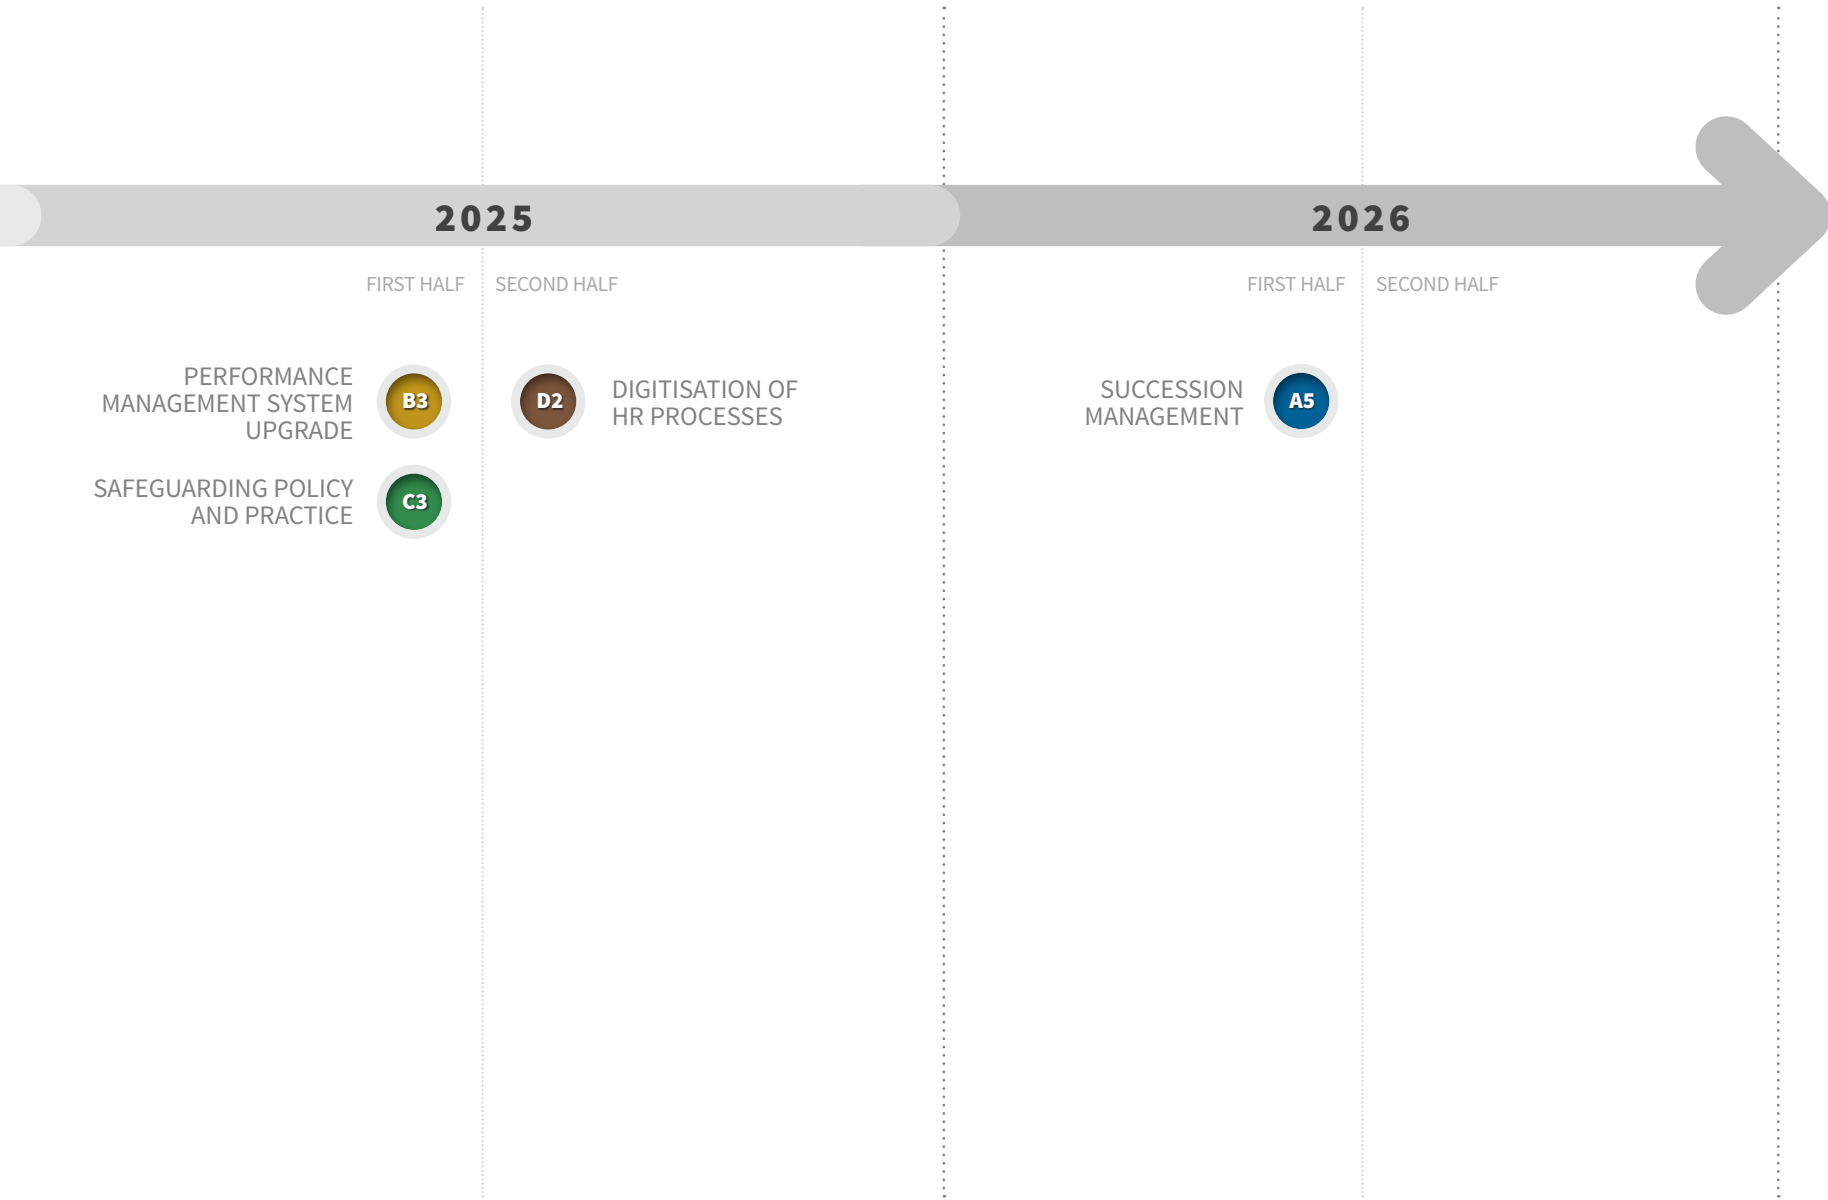 2025
2026
FIRST HALF
SECOND HALF
FIRST HALF
SECOND HALF
PERFORMANCE
MANAGEMENT SYSTEM
UPGRADE
B3
D2
DIGITISATION OF
HR PROCESSES
SUCCESSION
MANAGEMENT
A5
SAFEGUARDING POLICY
AND PRACTICE
C3